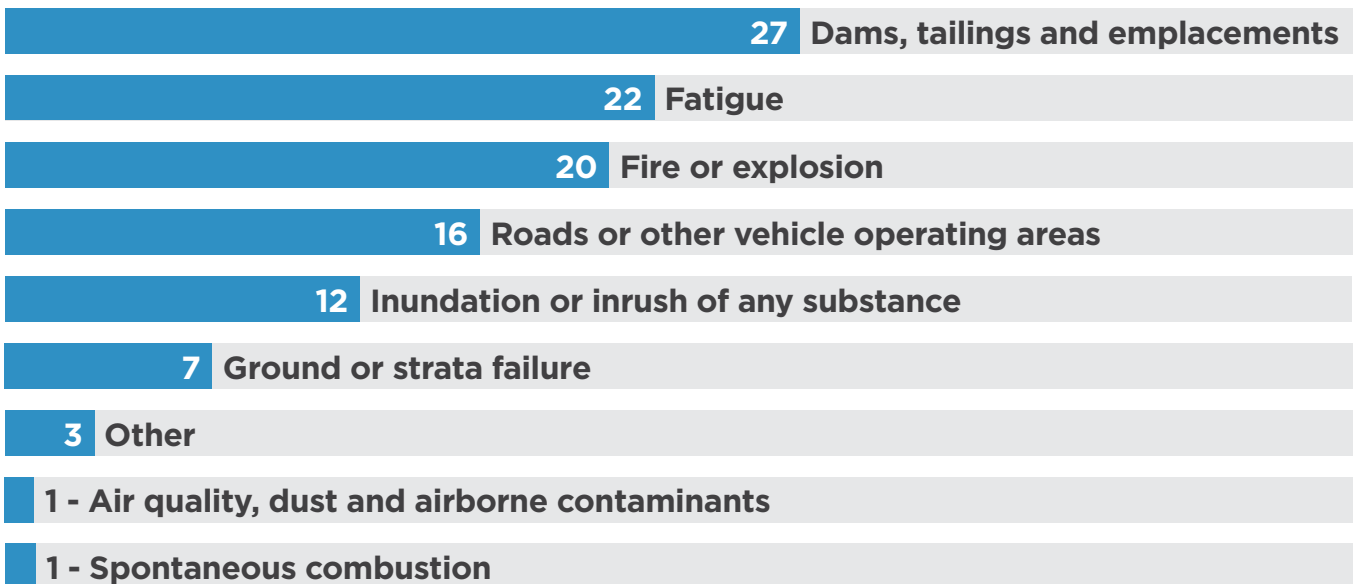 27 Dams, tailings and emplacements
22 Fatigue
20 Fire or explosion
16 Roads or other vehicle operating areas
12 Inundation or inrush of any substance
7 Ground or strata failure
3 Other
1 - Air quality, dust and airborne contaminants
1 - Spontaneous combustion